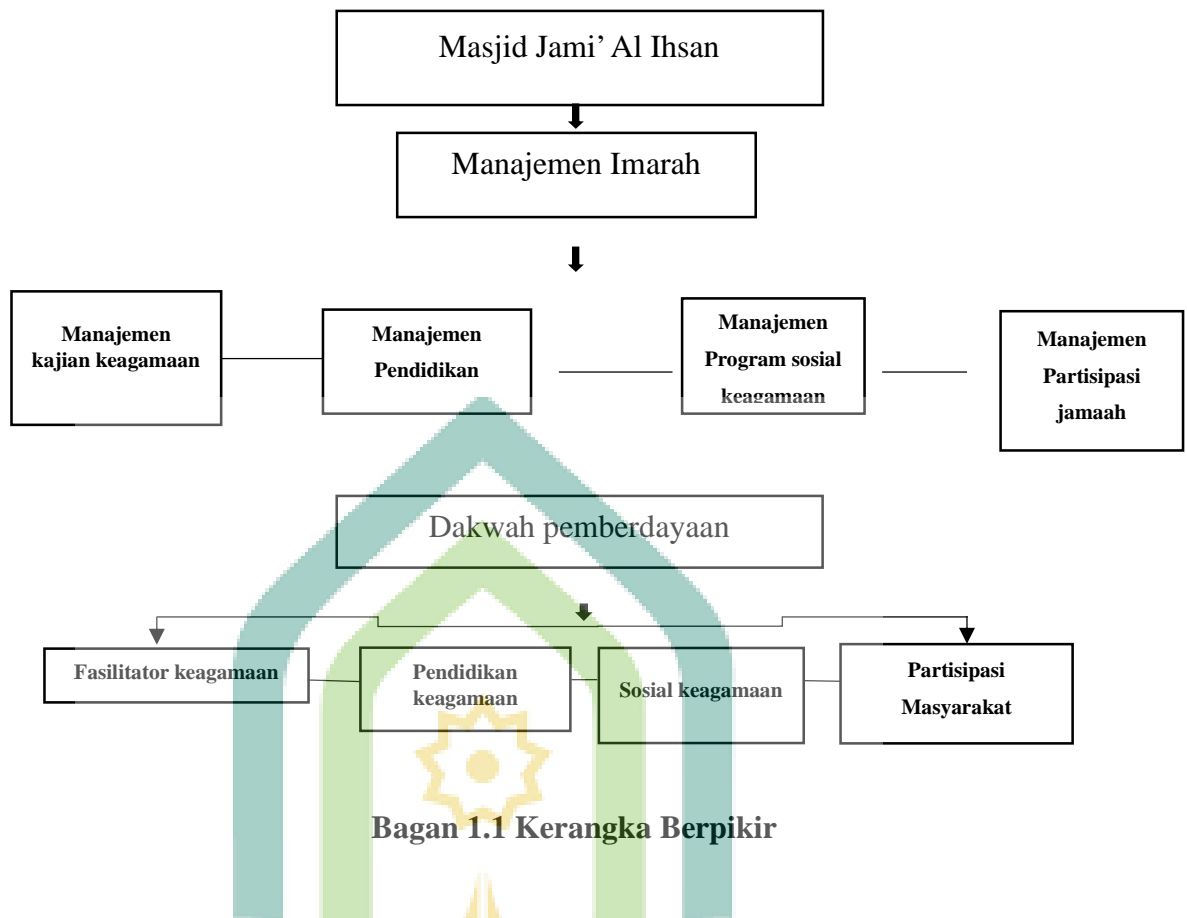 Masjid Jami’ Al Ihsan
Manajemen Imarah
Manajemen
kajian keagamaan
Manajemen
Pendidikan
Manajemen
Program sosial
keagamaan
Manajemen
Partisipasi
jamaah
Dakwah pemberdayaan
Fasilitator keagamaan
Pendidikan
keagamaan
Sosial keagamaan
Partisipasi
Masyarakat
Bagan 1.1 Kerangka Berpikir